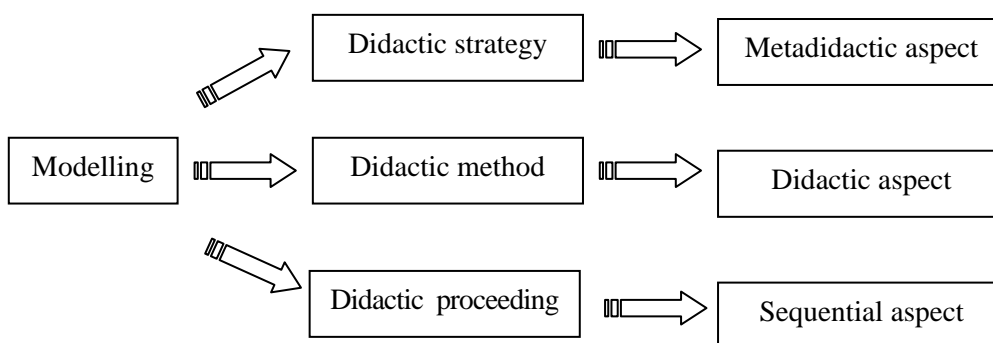 Didactic strategy
Metadidactic aspect
Modelling
Didactic method
Didactic aspect
Didactic proceeding
Sequential aspect